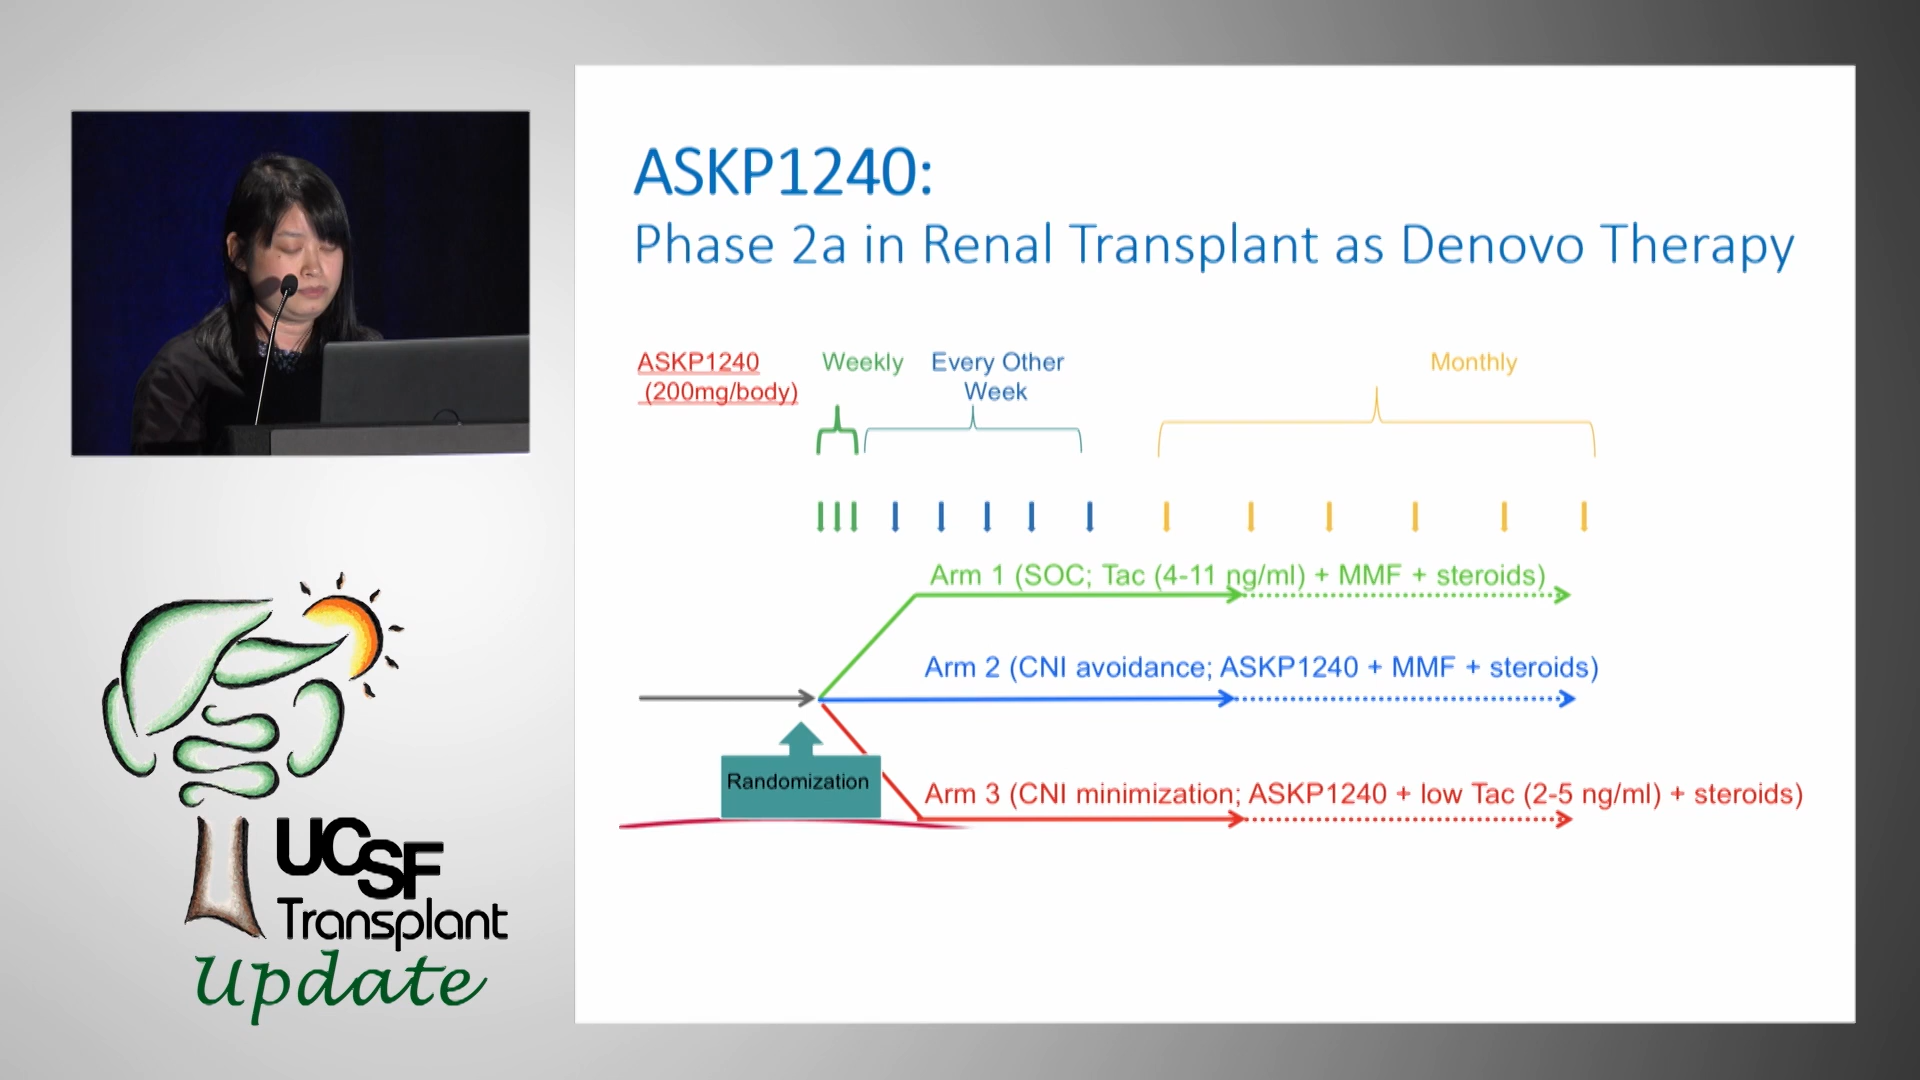 ASKP1240:
Phase 2a in Renal Transplant as Denovo Therapy
ASKP1240
(200mg/body)
Weekly
Every Other
Week
Monthly
Arm 1 (SOC; Tac (4-11 ng/ml) + MMF + steroids)
Arm 2 (CNI avoidance; ASKP1240 + MMF + steroids)
Randomization
Arm 3 (CNI minimization; ASKP1240 + low Tac (2-5 ng/ml) + steroids)
UCSF
Transplant
Update